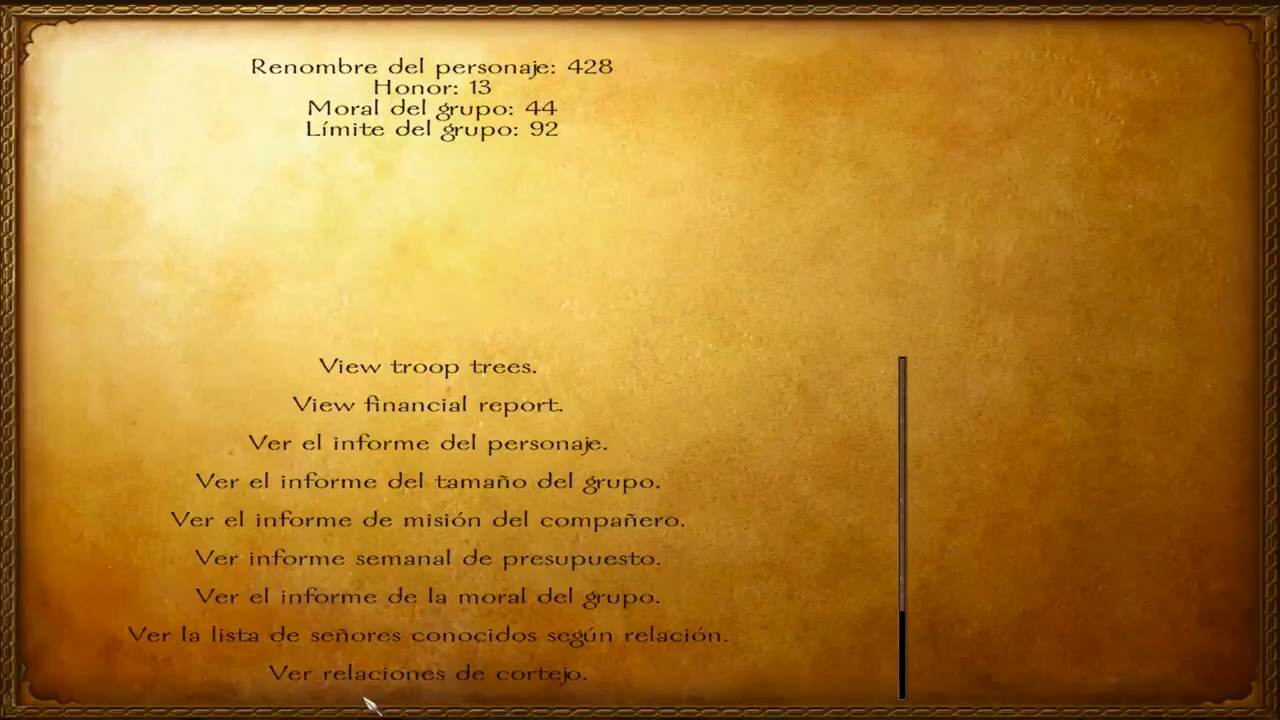 Renombre del personaje: 428
Honor: 13
Moral del grupo: 44
Límite del grupo: 92
View troop trees.
View financial report.
Ver el informe del personaje.
Ver el informe del tamaño del grupo.
Ver el informe de misión del compañero.
Ver informe semanal de presupuesto.
Ver el informe de la moral del grupo.
Ver la lista de señores conocidos según relación.
Ver relaciones de cortejo.